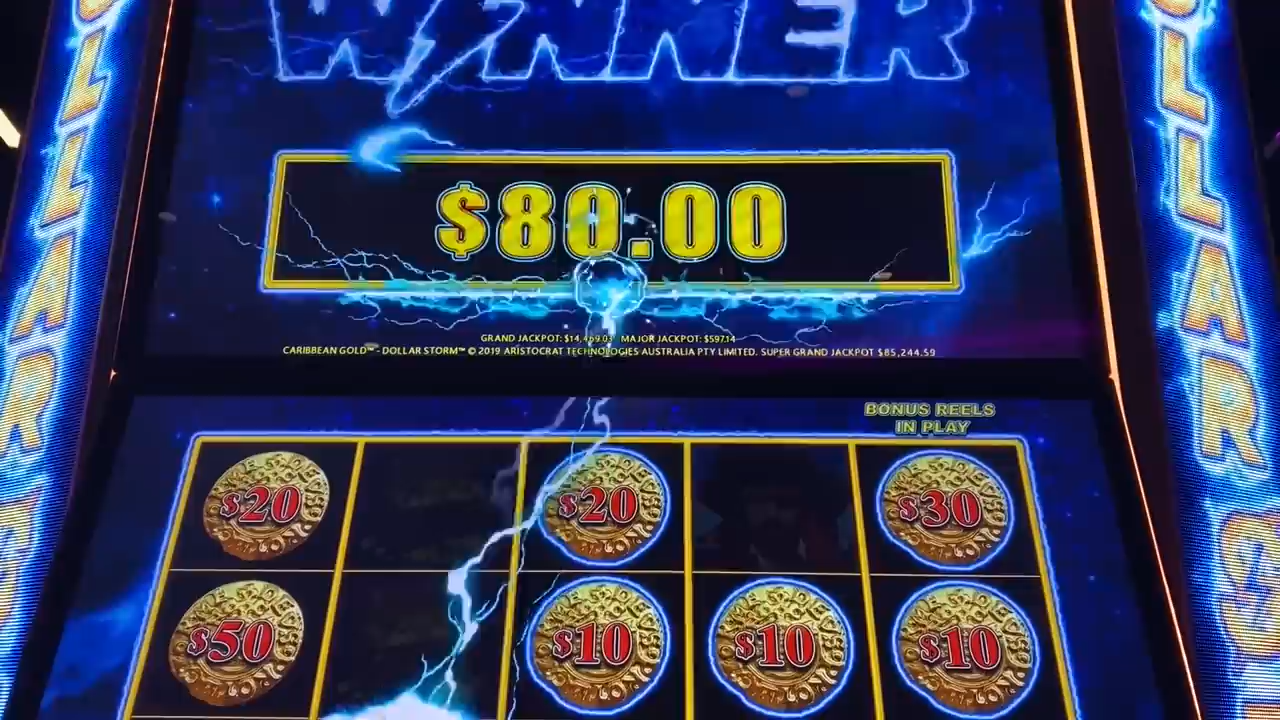 WINNER
$80.00
GRAND JACKPOT: $14,469.03 MAJOR JACKPOT: $597.14
CARIBBEAN GOLD™ - DOLLAR STORM™ © 2019 ARISTOCRAT TECHNOLOGIES AUSTRALIA PTY LIMITED. SUPER GRAND JACKPOT $85,244.59
BONUS REELS
IN PLAY
$20 $20 $30
$50 $10 $10 $10
OLLAR
OLLAR S